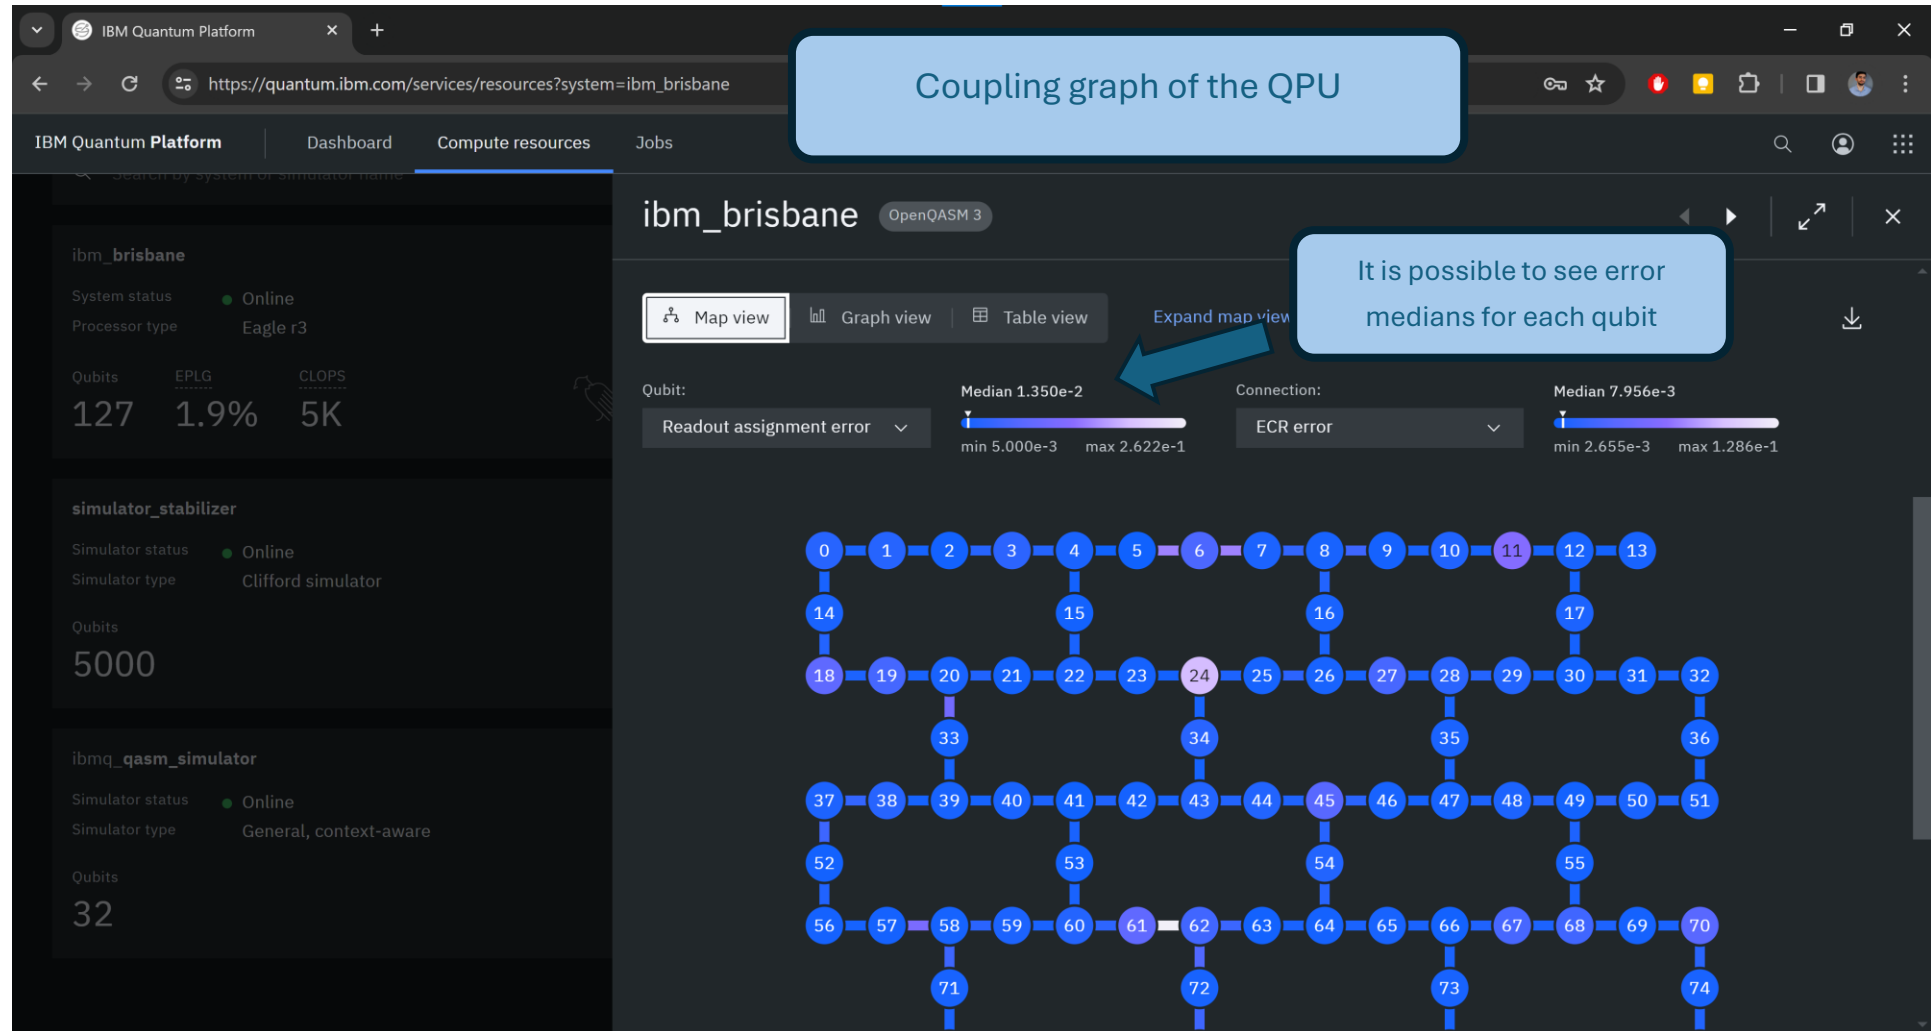 IBM Quantum Platform
https://quantum.ibm.com/services/resources?system=ibm_brisbane
Coupling graph of the QPU
IBM Quantum Platform
Dashboard
Compute resources
Jobs
Search by system or simulator name
ibm_brisbane
System status
Online
Processor type
Eagle r3
Qubits
EPLG
CLOPS
127
1.9%
5K
simulator_stabilizer
Simulator status
Online
Simulator type
Clifford simulator
Qubits
5000
ibmq_qasm_simulator
Simulator status
Online
Simulator type
General, context-aware
Qubits
32
ibm_brisbane
OpenQASM 3
It is possible to see error
medians for each qubit
Map view
Graph view
Table view
Expand map view
Qubit:
Readout assignment error
Median 1.350e-2
min 5.000e-3 max 2.622e-1
Connection:
ECR error
Median 7.956e-3
min 2.655e-3 max 1.286e-1
0 1 2 3 4 5 6 7 8 9 10 11 12 13
14 15 16 17
18 19 20 21 22 23 24 25 26 27 28 29 30 31 32
33 34 35 36
37 38 39 40 41 42 43 44 45 46 47 48 49 50 51
52 53 54 55
56 57 58 59 60 61 62 63 64 65 66 67 68 69 70
71 72 73 74